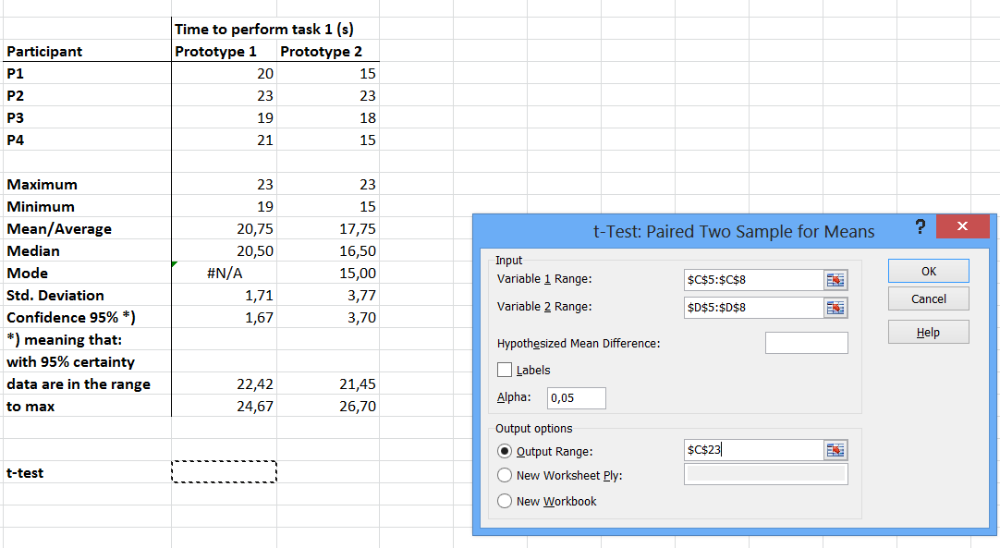 Time to perform task 1 (s)
Participant Prototype 1 Prototype 2
P1 20 15
P2 23 23
P3 19 18
P4 21 15
Maximum 23 23
Minimum 19 15
Mean/Average 20,75 17,75
Median 20,50 16,50
Mode #N/A 15,00
Std. Deviation 1,71 3,77
Confidence 95% *) 1,67 3,70
*) meaning that:
with 95% certainty
data are in the range 22,42 21,45
to max 24,67 26,70
t-test
t-Test: Paired Two Sample for Means ? x
Input
Variable 1 Range: $C$5:$C$8
Variable 2 Range: $D$5:$D$8
Hypothesized Mean Difference:
Labels
Alpha: 0,05
Output options
Output Range: $C$23
New Worksheet Ply:
New Workbook
OK
Cancel
Help